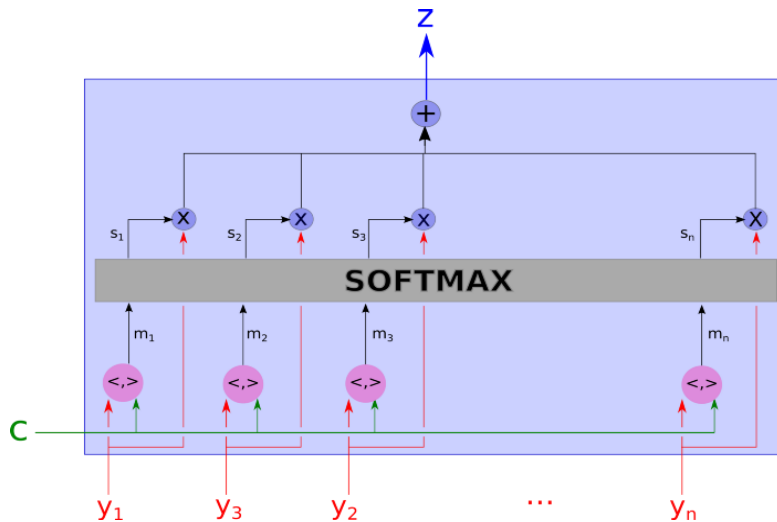 z
+
x x x x
s1 s2 s3 sn
SOFTMAX
m1 m2 m3 mn
<,> <,> <,> <,>
c
y1 y3 y2 ... yn